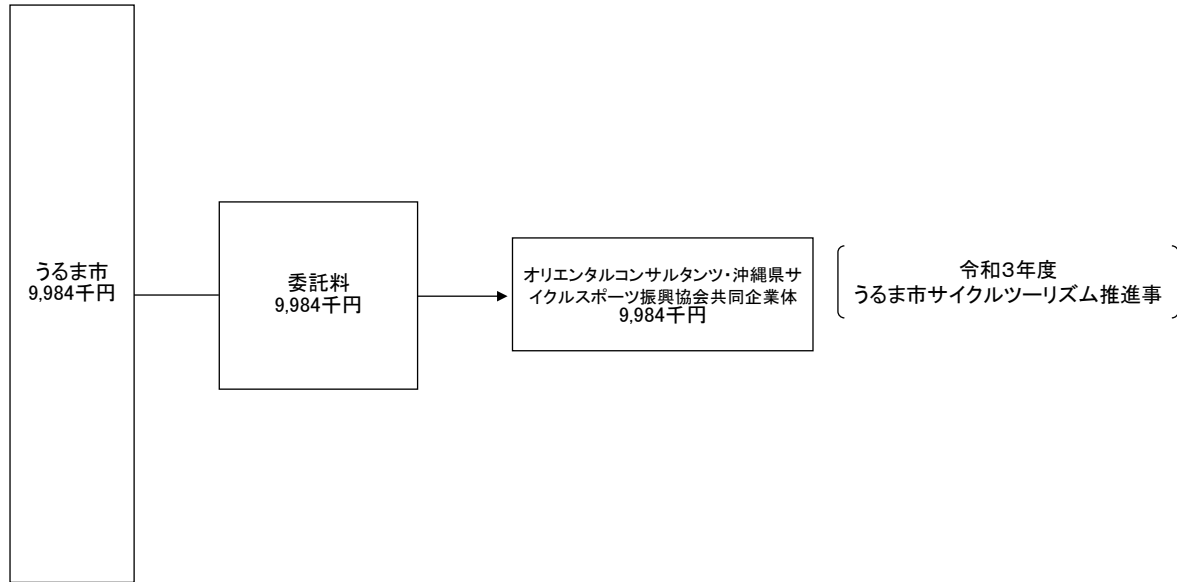 うるま市
9,984千円
委託料
9,984千円
オリエンタルコンサルタンツ・沖縄県サ
イクルスポーツ振興協会共同企業体
9,984千円
令和３年度
うるま市サイクルツーリズム推進事